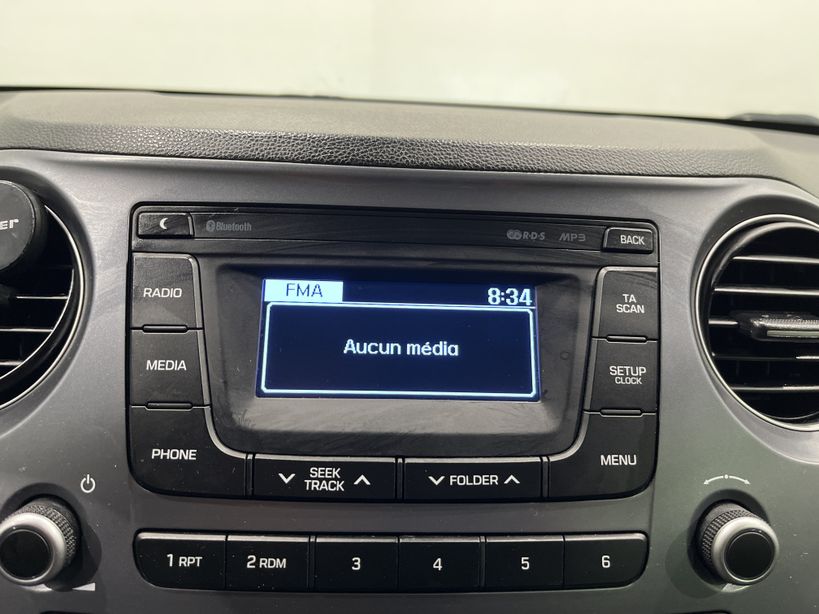 er
Bluetooth
R·D·S MP3
BACK
RADIO
FMA 8:34
TA
SCAN
Aucun média
MEDIA
SETUP
CLOCK
PHONE
SEEK
TRACK
FOLDER
MENU
1 RPT
2 RDM
3
4
5
6